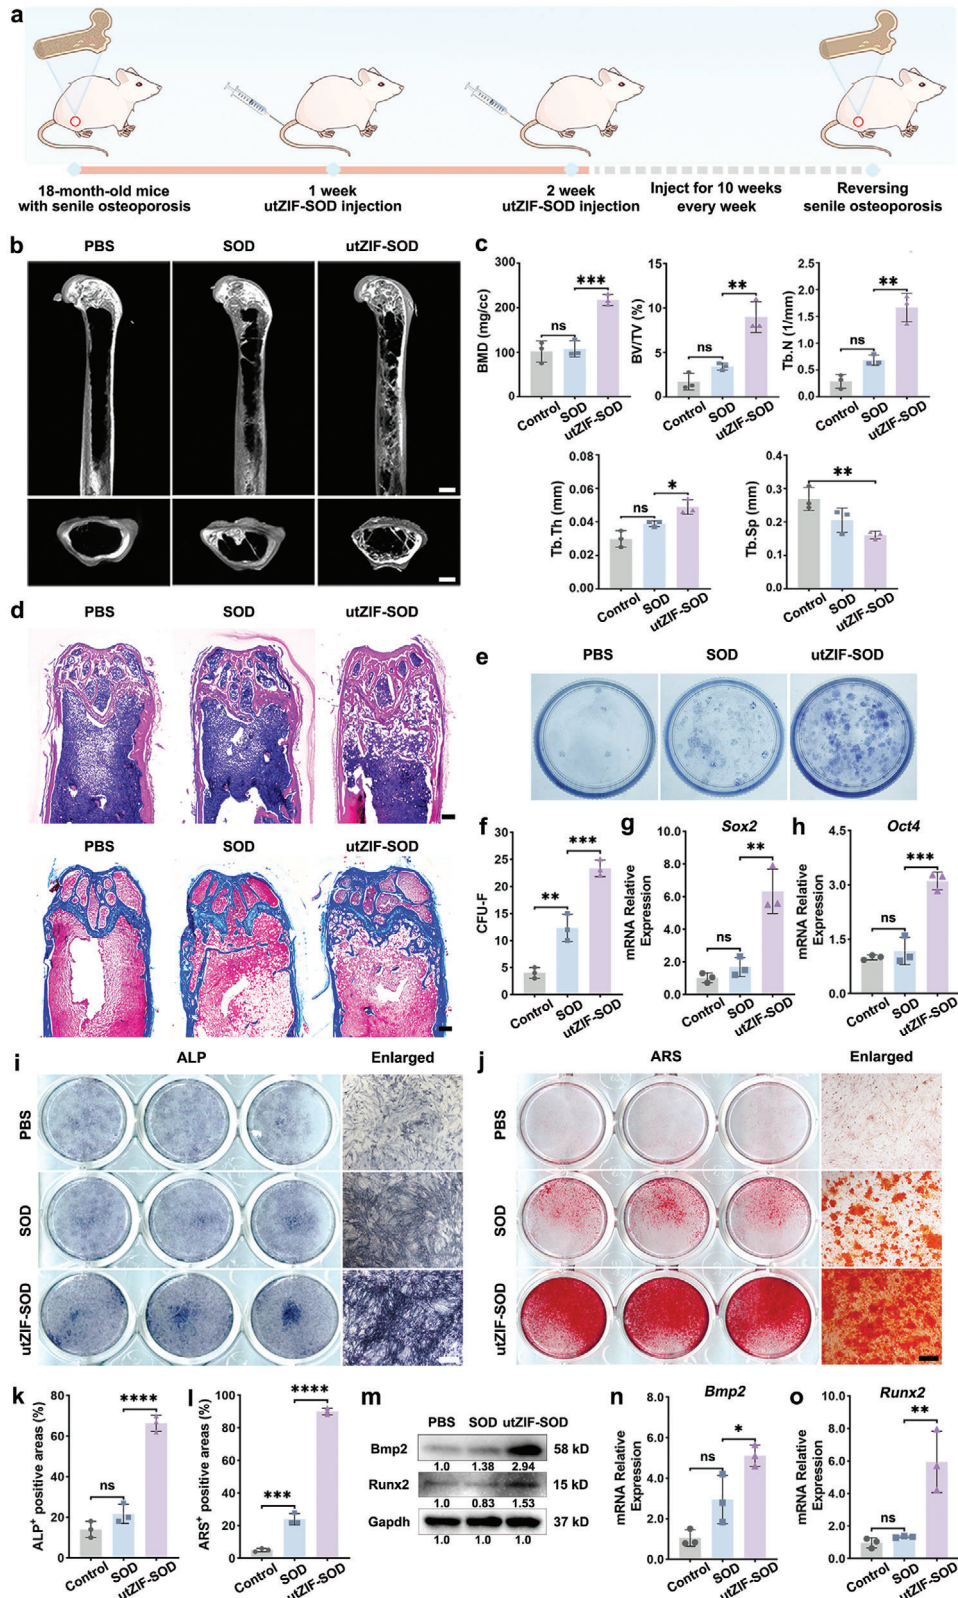 a
18-month-old mice
with senile osteoporosis
1 week
utZIF-SOD injection
2 week
utZIF-SOD injection
Inject for 10 weeks
every week
Reversing
senile osteoporosis
b
PBS
SOD
utZIF-SOD
c
BMD (mg/cc)
300
200
100
0
ns
***
Control
SOD
utZIF-SOD
BV/TV (%)
15
10
5
0
ns
**
Control
SOD
utZIF-SOD
Tb.N (1/mm)
2.5
2.0
1.5
1.0
0.5
0.0
ns
**
Control
SOD
utZIF-SOD
Tb.Th (mm)
0.08
0.06
0.04
0.02
0.00
ns
*
Control
SOD
utZIF-SOD
Tb.Sp (mm)
0.4
0.3
0.2
0.1
0.0
**
Control
SOD
utZIF-SOD
d
PBS
SOD
utZIF-SOD
PBS
SOD
utZIF-SOD
e
PBS
SOD
utZIF-SOD
f
CFU-F
30
25
20
15
10
5
0
**
***
Control
SOD
utZIF-SOD
g
Sox2
mRNA Relative
Expression
8.0
6.0
4.0
2.0
0.0
ns
**
Control
SOD
utZIF-SOD
h
Oct4
mRNA Relative
Expression
4.5
3.0
1.5
0.0
ns
***
Control
SOD
utZIF-SOD
i
ALP
Enlarged
PBS
SOD
utZIF-SOD
j
ARS
Enlarged
PBS
SOD
utZIF-SOD
k
ALP+ positive areas (%)
80
60
40
20
0
ns
****
Control
SOD
utZIF-SOD
l
ARS+ positive areas (%)
100
80
60
40
20
0
***
****
Control
SOD
utZIF-SOD
m
PBS SOD utZIF-SOD
Bmp2 58 kD
1.0 1.38 2.94
Runx2 15 kD
1.0 0.83 1.53
Gapdh 37 kD
1.0 1.0 1.0
n
Bmp2
mRNA Relative
Expression
6.0
4.0
2.0
0.0
ns
*
Control
SOD
utZIF-SOD
o
Runx2
mRNA Relative
Expression
8.0
6.0
4.0
2.0
0.0
ns
**
Control
SOD
utZIF-SOD